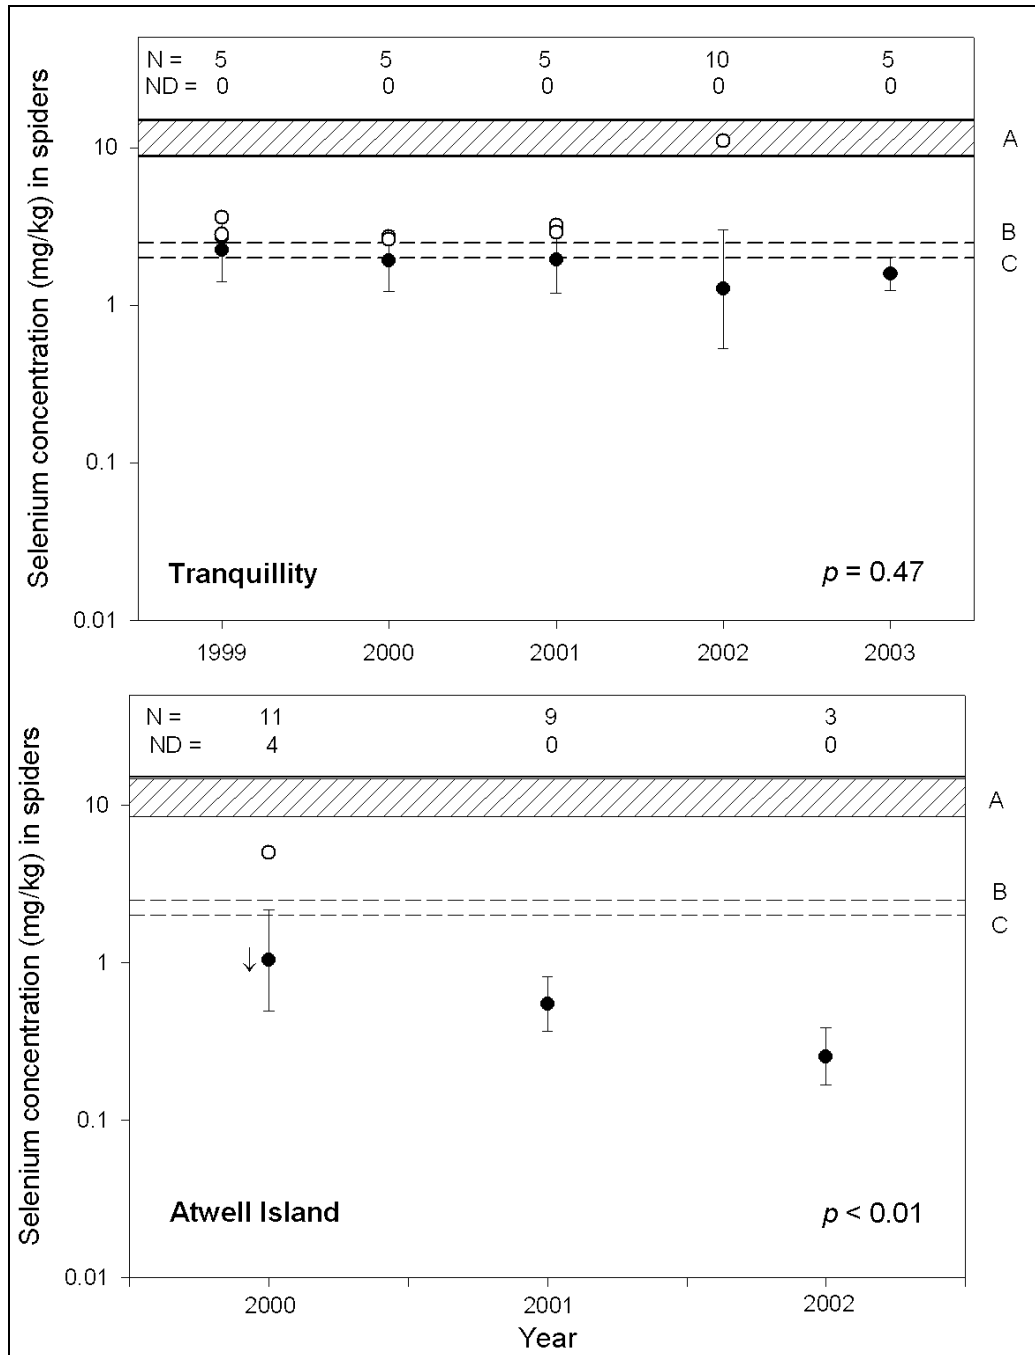 N = 5 5 5 10 5
ND = 0 0 0 0 0
A
10
B
C
1
0.1
Tranquillity p = 0.47
0.01
1999 2000 2001 2002 2003
Selenium concentration (mg/kg) in spiders
N = 11 9 3
ND = 4 0 0
A
10
B
C
1
0.1
Atwell Island p < 0.01
0.01
2000 2001 2002
Year
Selenium concentration (mg/kg) in spiders